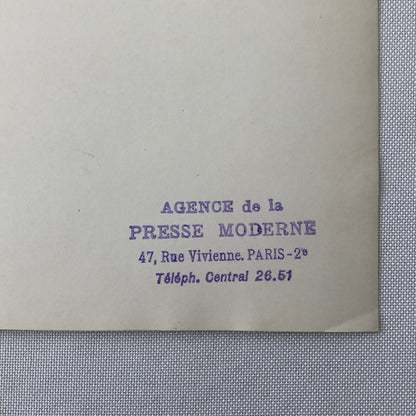 AGENCE de la
PRESSE MODERNE
47, Rue Vivienne. PARIS-2e
Téléph. Central 26.51